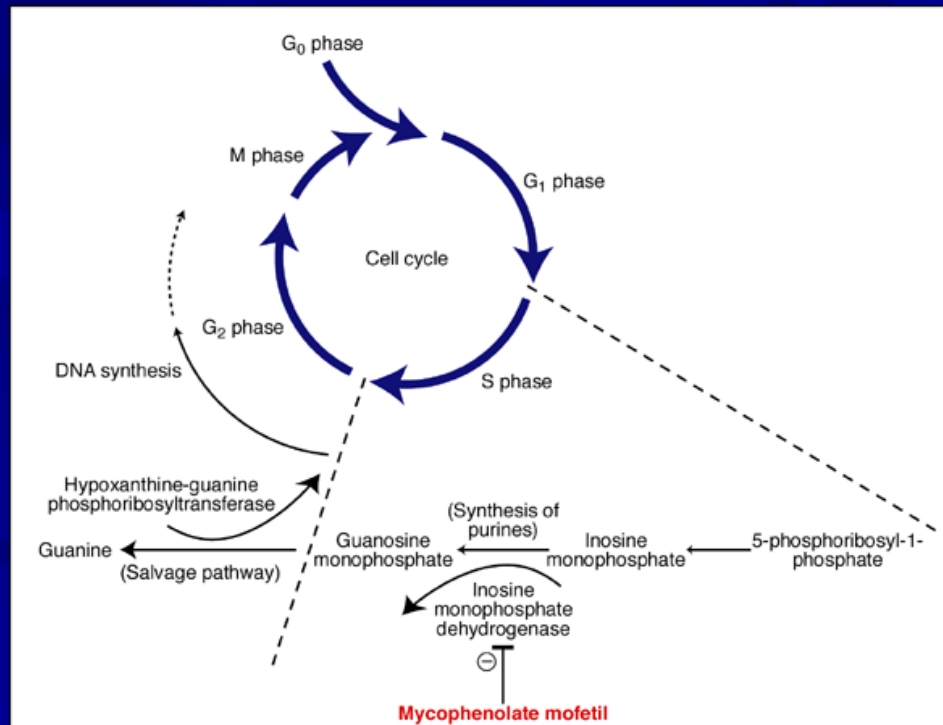 G₀ phase
M phase
G₁ phase
Cell cycle
G₂ phase
S phase
DNA synthesis
Hypoxanthine-guanine
phosphoribosyltransferase
Guanine
(Salvage pathway)
Guanosine
monophosphate
(Synthesis of
purines)
Inosine
monophosphate
5-phosphoribosyl-1-
phosphate
Inosine
monophosphate
dehydrogenase
−
Mycophenolate mofetil